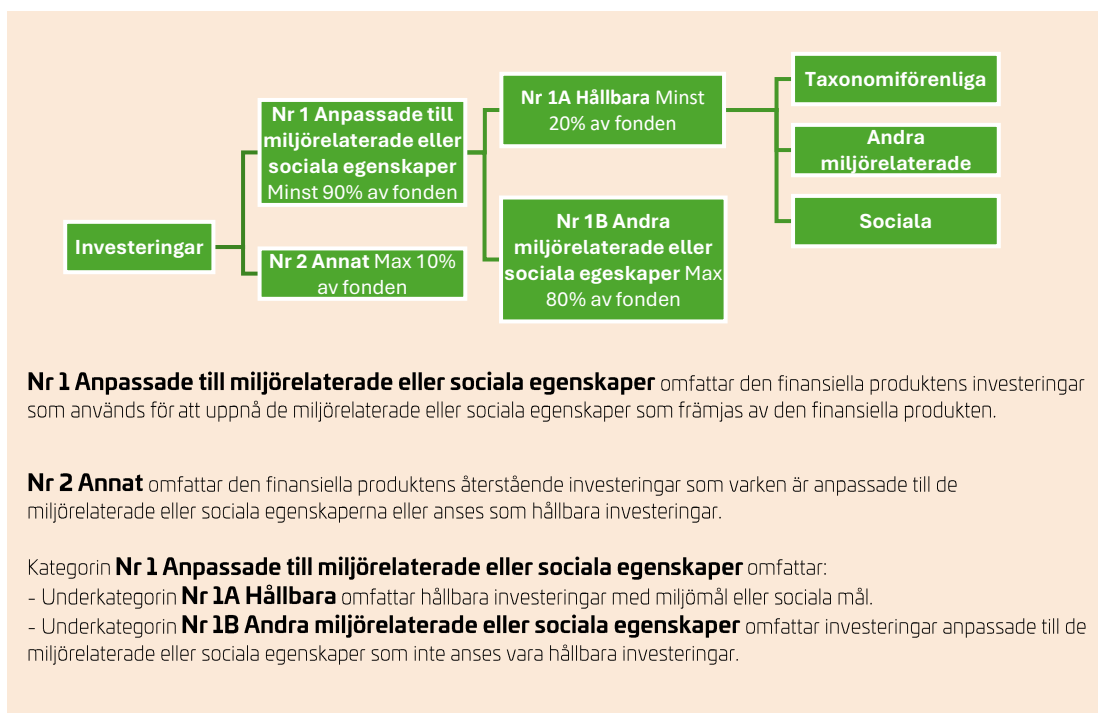 Investeringar
Nr 1 Anpassade till
miljörelaterade eller
sociala egenskaper
Minst 90% av fonden
Nr 2 Annat Max 10%
av fonden
Nr 1A Hållbara Minst
20% av fonden
Nr 1B Andra
miljörelaterade eller
sociala egeskaper Max
80% av fonden
Taxonomiförenliga
Andra
miljörelaterade
Sociala
Nr 1 Anpassade till miljörelaterade eller sociala egenskaper omfattar den finansiella produktens investeringar
som används för att uppnå de miljörelaterade eller sociala egenskaper som främjas av den finansiella produkten.
Nr 2 Annat omfattar den finansiella produktens återstående investeringar som varken är anpassade till de
miljörelaterade eller sociala egenskaperna eller anses som hållbara investeringar.
Kategorin Nr 1 Anpassade till miljörelaterade eller sociala egenskaper omfattar:
- Underkategorin Nr 1A Hållbara omfattar hållbara investeringar med miljömål eller sociala mål.
- Underkategorin Nr 1B Andra miljörelaterade eller sociala egenskaper omfattar investeringar anpassade till de
miljörelaterade eller sociala egenskaper som inte anses vara hållbara investeringar.